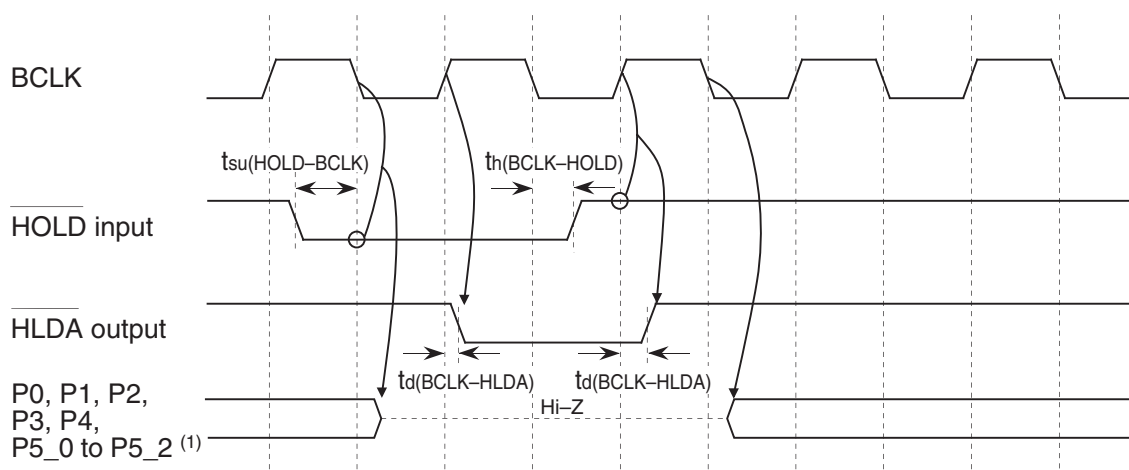 BCLK
tsu(HOLD–BCLK)
th(BCLK–HOLD)
HOLD input
HLDA output
td(BCLK–HLDA)
td(BCLK–HLDA)
Hi–Z
P0, P1, P2,
P3, P4,
P5_0 to P5_2 (1)